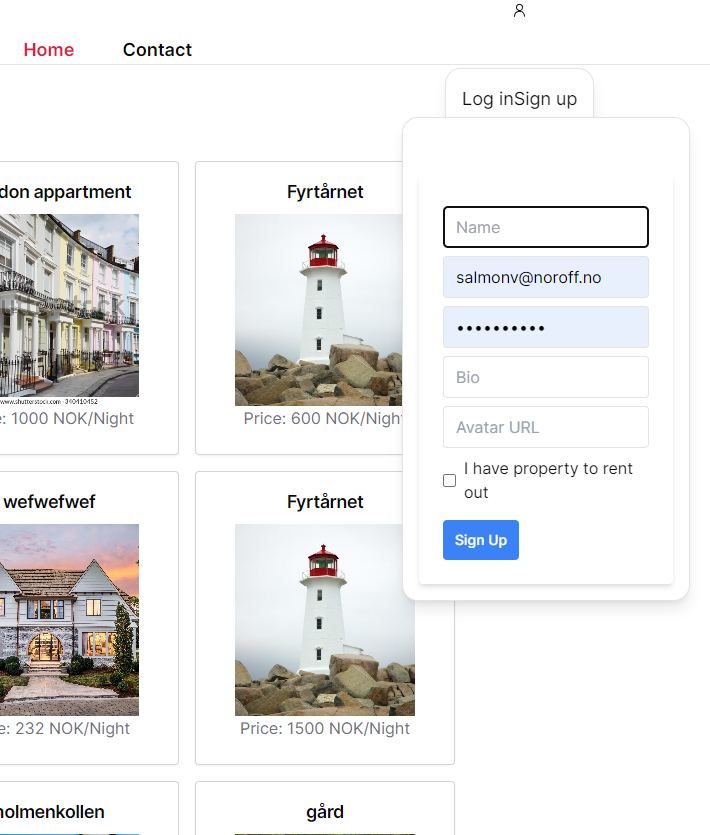 Home
Contact
Log inSign up
don appartment
Fyrtårnet
www.shutterstock.com · 340410452
: 1000 NOK/Night
Price: 600 NOK/Nigh
Name
salmonv@noroff.no
••••••••••
Bio
Avatar URL
I have property to rent
out
Sign Up
wefwefwef
Fyrtårnet
e: 232 NOK/Night
Price: 1500 NOK/Night
holmenkollen
gård